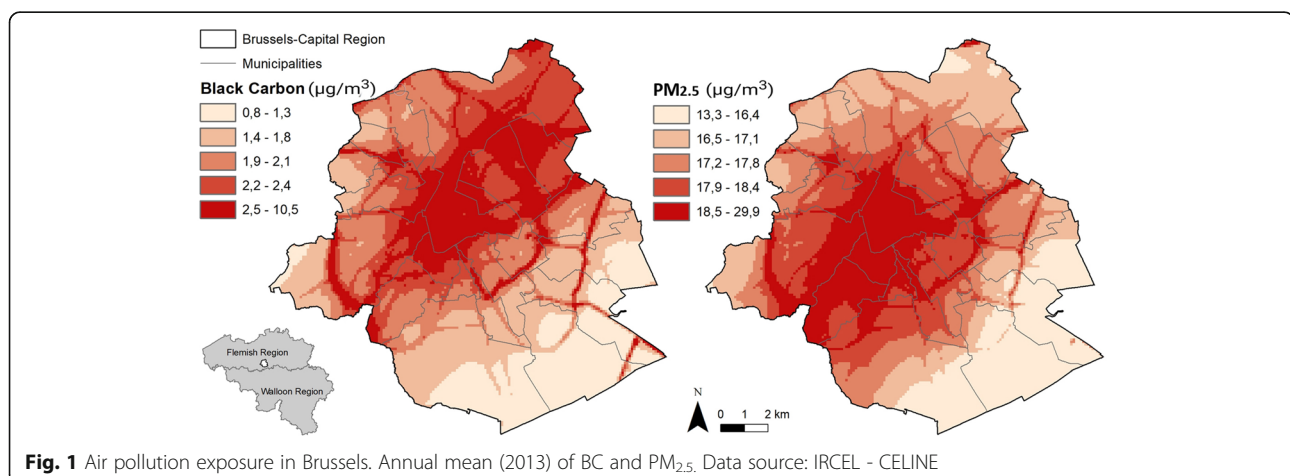 Brussels-Capital Region
Municipalities
Black Carbon (µg/m³)
0,8 - 1,3
1,4 - 1,8
1,9 - 2,1
2,2 - 2,4
2,5 - 10,5
PM2.5 (µg/m³)
13,3 - 16,4
16,5 - 17,1
17,2 - 17,8
17,9 - 18,4
18,5 - 29,9
Flemish Region
Walloon Region
N
0 1 2 km
Fig. 1 Air pollution exposure in Brussels. Annual mean (2013) of BC and PM2.5. Data source: IRCEL - CELINE